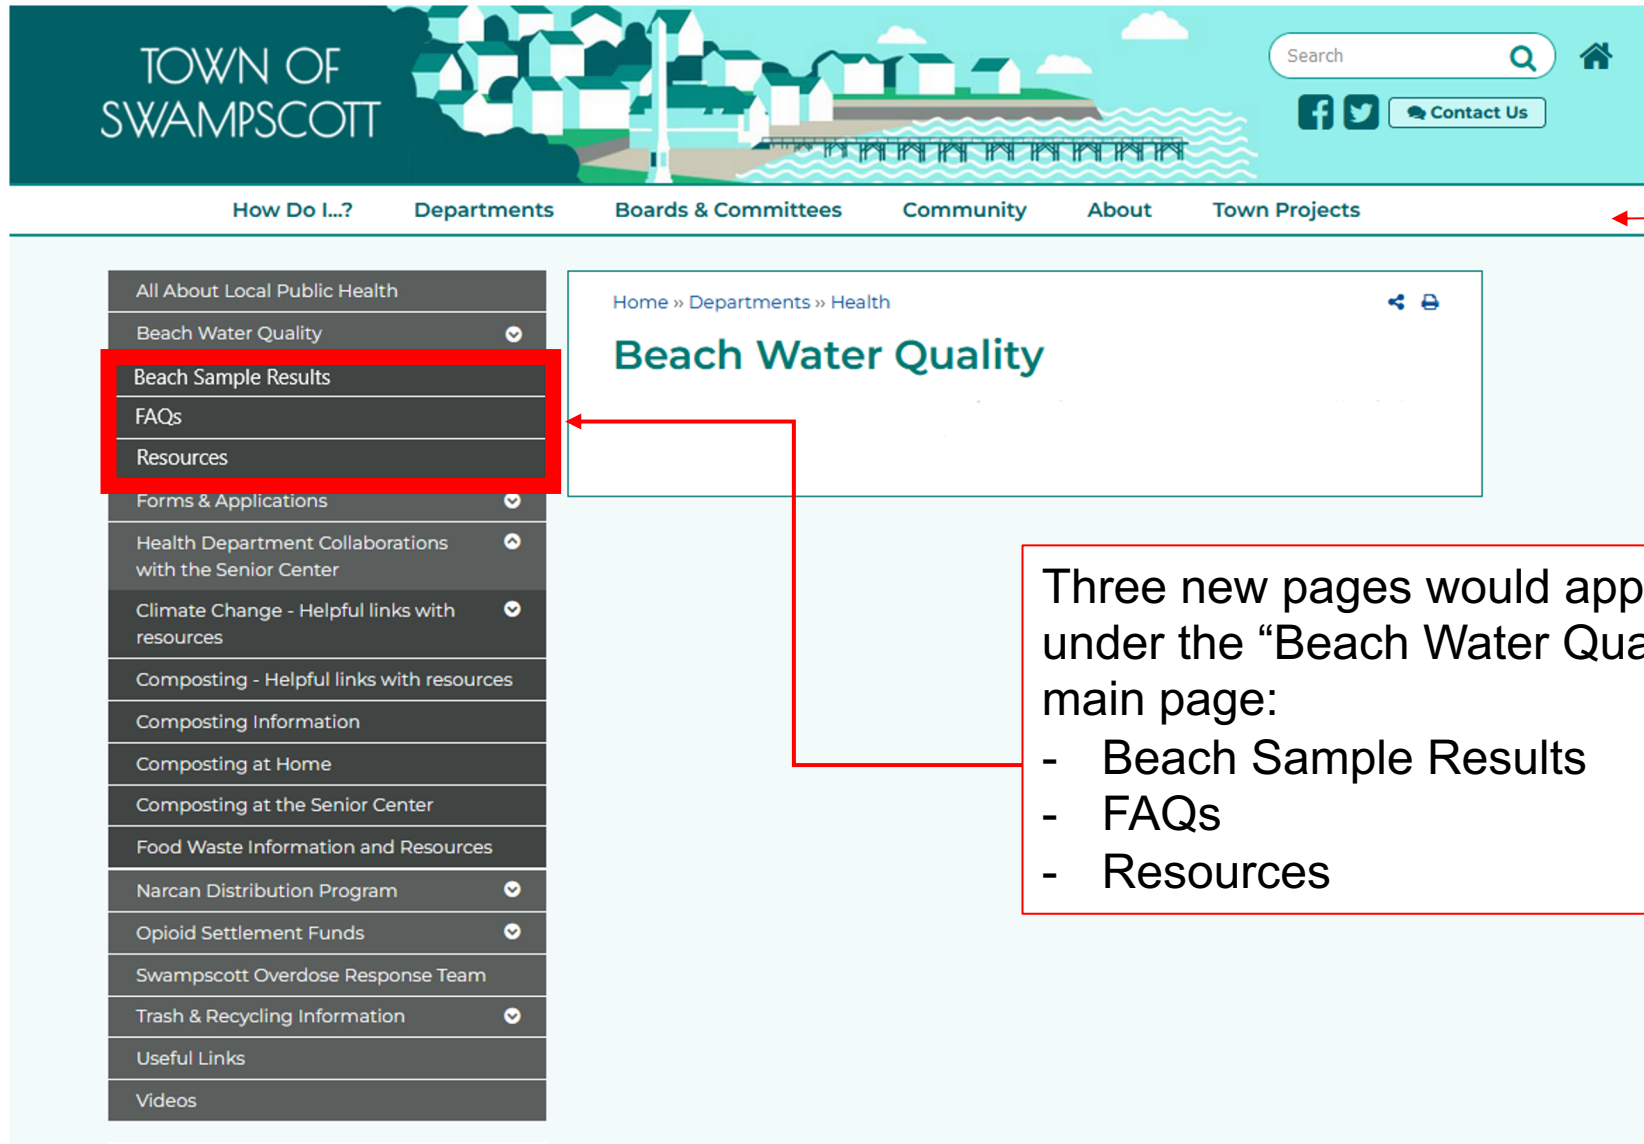 TOWN OF
SWAMPSCOTT
Search
Contact Us
How Do I...? Departments Boards & Committees Community About Town Projects
All About Local Public Health
Beach Water Quality
Beach Sample Results
FAQs
Resources
Forms & Applications
Health Department Collaborations
with the Senior Center
Climate Change - Helpful links with
resources
Composting - Helpful links with resources
Composting Information
Composting at Home
Composting at the Senior Center
Food Waste Information and Resources
Narcan Distribution Program
Opioid Settlement Funds
Swampscott Overdose Response Team
Trash & Recycling Information
Useful Links
Videos
Home » Departments » Health
Beach Water Quality
Three new pages would app
under the “Beach Water Qua
main page:
- Beach Sample Results
- FAQs
- Resources